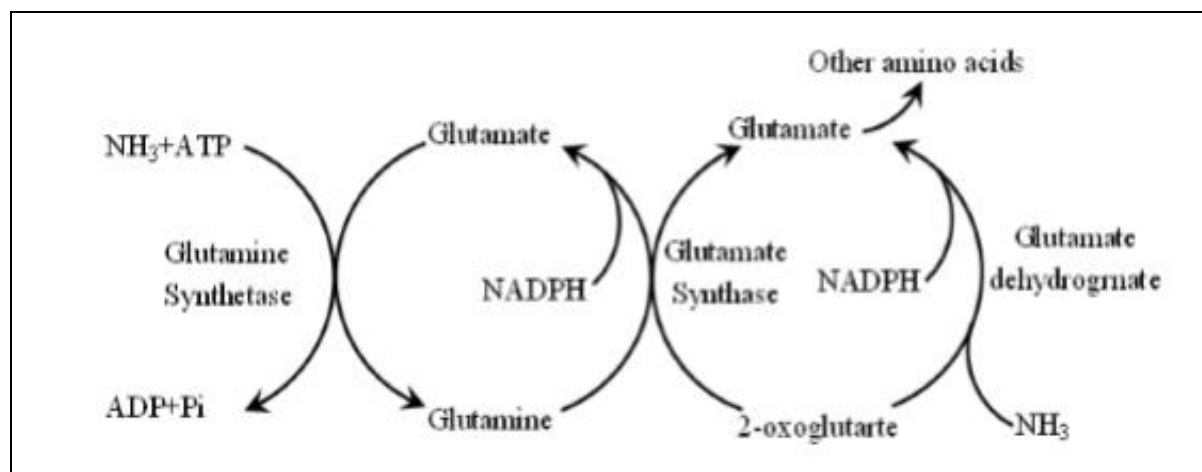 Other amino acids
NH₃+ATP
Glutamate
Glutamate
Glutamine
Synthetase
NADPH
Glutamate
Synthase
NADPH
Glutamate
dehydrogrnate
ADP+Pi
Glutamine
2-oxoglutarte
NH₃